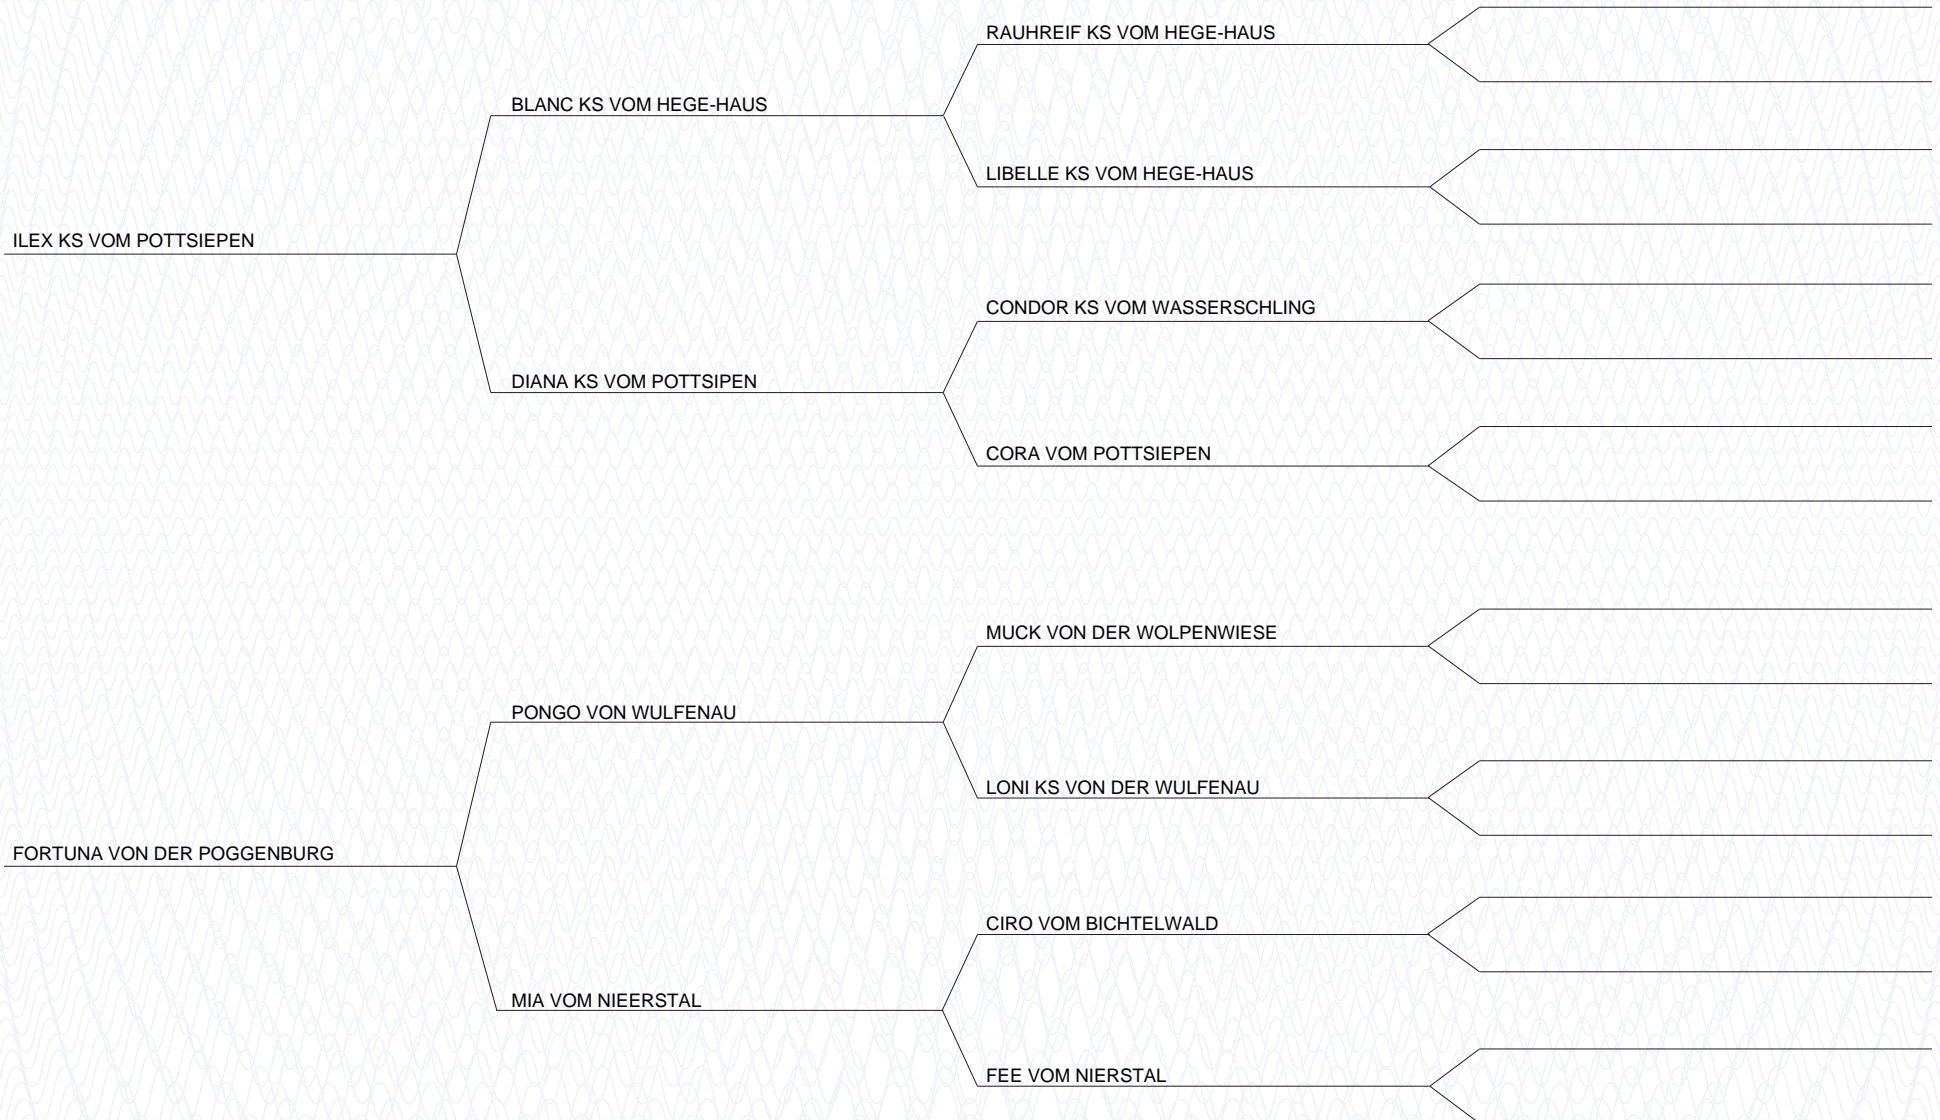 RAUHREIF KS VOM HEGE-HAUS
BLANC KS VOM HEGE-HAUS
LIBELLE KS VOM HEGE-HAUS
ILEX KS VOM POTTSIEPEN
CONDOR KS VOM WASSERSCHLING
DIANA KS VOM POTTSIPEN
CORA VOM POTTSIEPEN
MUCK VON DER WOLPENWIESE
PONGO VON WULFENAU
LONI KS VON DER WULFENAU
FORTUNA VON DER POGGENBURG
CIRO VOM BICHTELWALD
MIA VOM NIEERSTAL
FEE VOM NIERSTAL